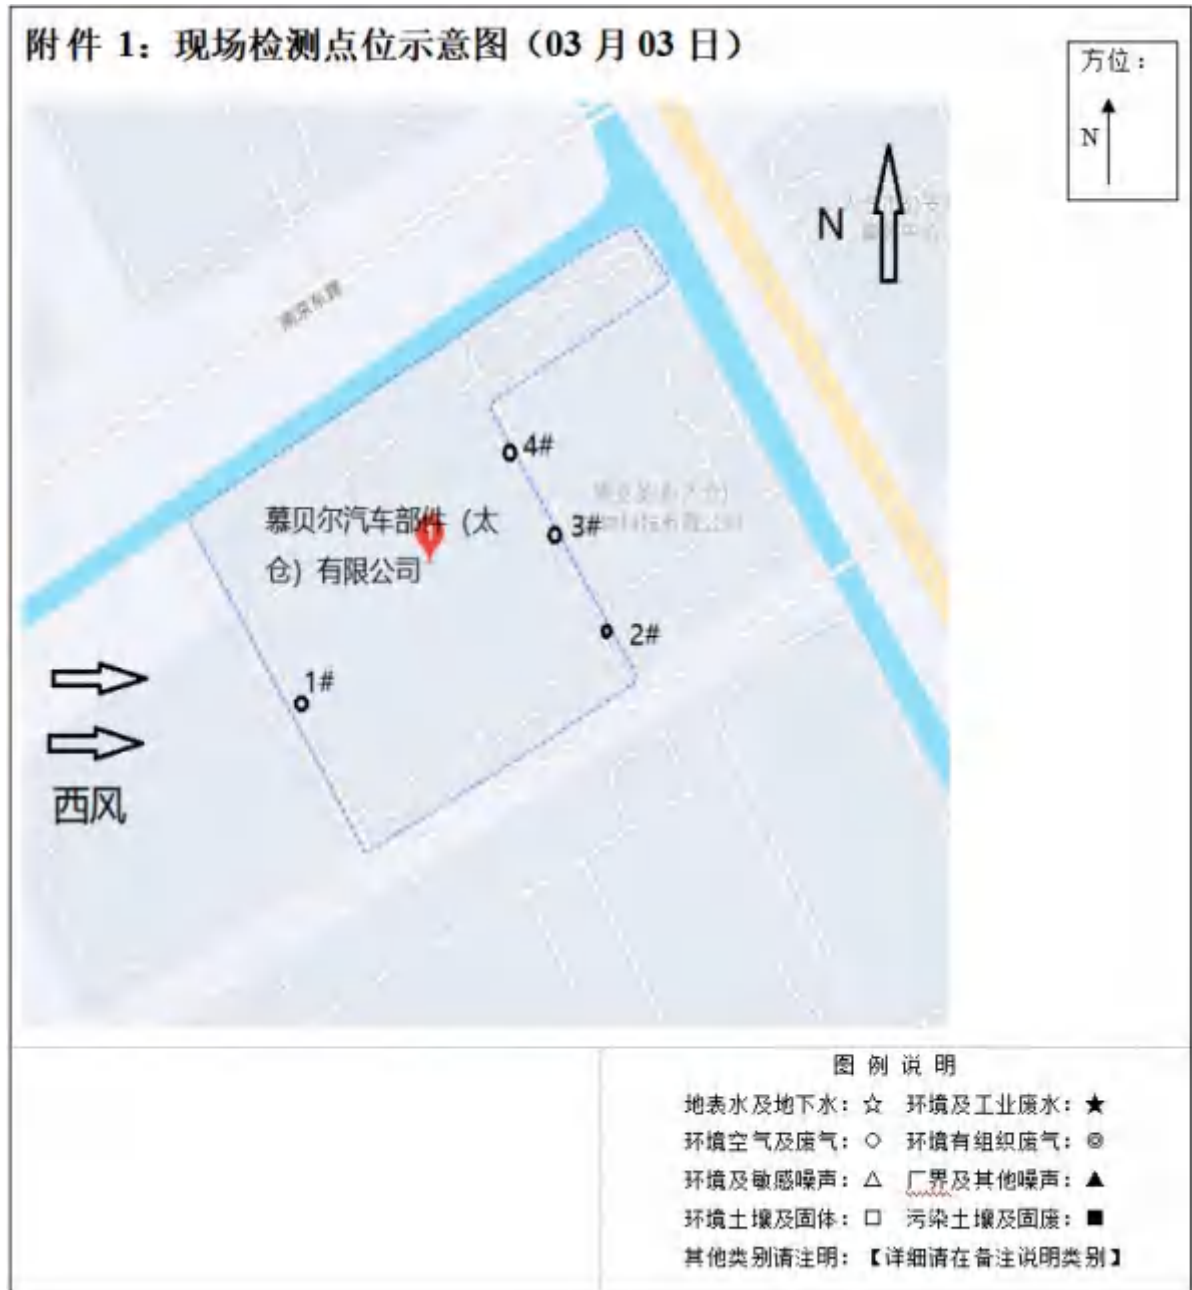 附件 1：现场检测点位示意图（03 月 03 日）
方位：
N
N
南京东路
4#
慕贝尔汽车部件（太
仓）有限公司
1
3#
2#
1#
西风
图 例 说 明
地表水及地下水：☆ 环境及工业废水：★
环境空气及废气：○ 环境有组织废气：◎
环境及敏感噪声：△ 厂界及其他噪声：▲
环境土壤及固体：□ 污染土壤及固废：■
其他类别请注明：【详细请在备注说明类别】